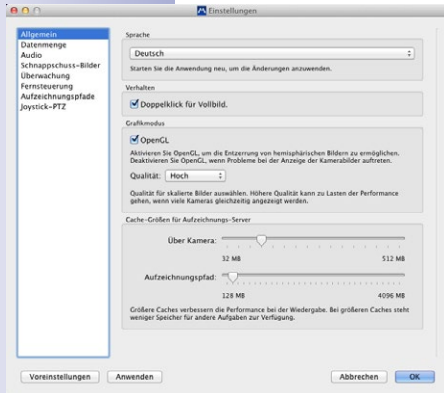 Einstellungen
Allgemein
Datenmenge
Audio
Schnappschuss-Bilder
Überwachung
Fernsteuerung
Aufzeichnungspfade
Joystick-PTZ
Sprache
Deutsch
Starten Sie die Anwendung neu, um die Änderungen anzuwenden.
Verhalten
Doppelklick für Vollbild.
Grafikmodus
OpenGL
Aktivieren Sie OpenGL, um die Entzerrung von hemisphärischen Bildern zu ermöglichen.
Deaktivieren Sie OpenGL, wenn Probleme bei der Anzeige der Kamerabilder auftreten.
Qualität: Hoch
Qualität für skalierte Bilder auswählen. Höhere Qualität kann zu Lasten der Performance
gehen, wenn viele Kameras gleichzeitig angezeigt werden.
Cache-Größen für Aufzeichnungs-Server
Über Kamera:
32 MB 512 MB
Aufzeichnungspfad:
128 MB 4096 MB
Größere Caches verbessern die Performance bei der Wiedergabe. Bei größeren Caches steht
weniger Speicher für andere Aufgaben zur Verfügung.
Voreinstellungen Anwenden Abbrechen OK